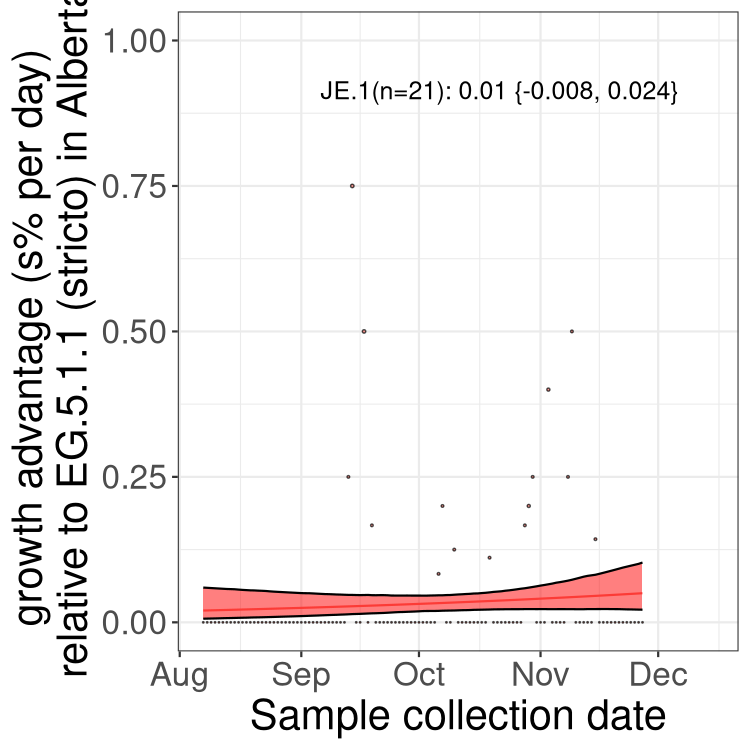 growth advantage (s% per day)
relative to EG.5.1.1 (stricto) in Alberta
1.00
0.75
0.50
0.25
0.00
JE.1(n=21): 0.01 {-0.008, 0.024}
Aug Sep Oct Nov Dec
Sample collection date